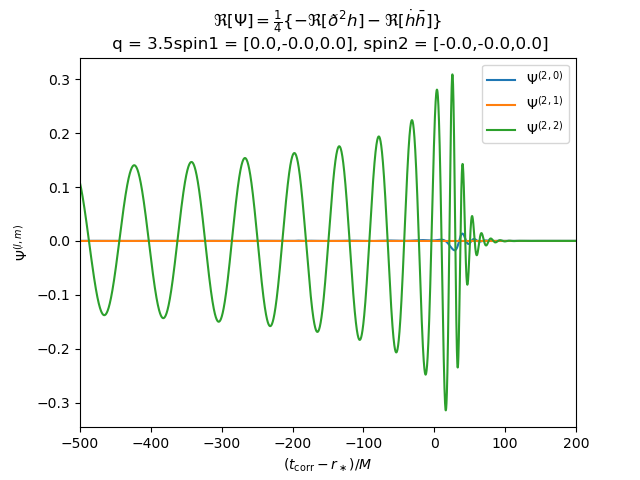 ℜ[Ψ] = 1/4{−ℜ[ð²h] − ℜ[ḣh̄]}
q = 3.5spin1 = [0.0,-0.0,0.0], spin2 = [-0.0,-0.0,0.0]
Ψ^(2,0)
Ψ^(2,1)
Ψ^(2,2)
Ψ^(l,m)
0.3
0.2
0.1
0.0
−0.1
−0.2
−0.3
−500 −400 −300 −200 −100 0 100 200
(t_corr − r_∗)/M